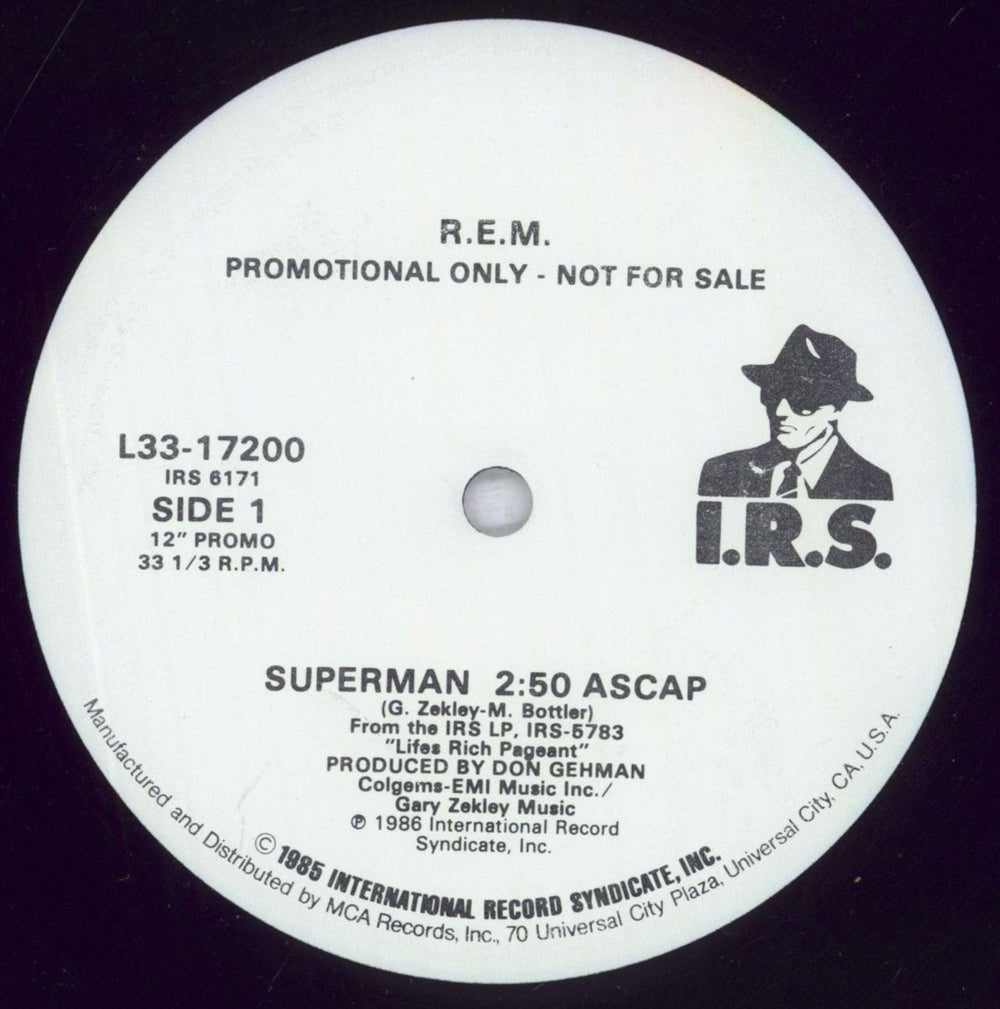 R.E.M.
PROMOTIONAL ONLY - NOT FOR SALE
L33-17200
IRS 6171
SIDE 1
12" PROMO
33 1/3 R.P.M.
I.R.S.
SUPERMAN 2:50 ASCAP
(G. Zekley-M. Bottler)
From the IRS LP, IRS-5783
"Lifes Rich Pageant"
PRODUCED BY DON GEHMAN
Colgems-EMI Music Inc./
Gary Zekley Music
℗ 1986 International Record
Syndicate, Inc.
© 1985 INTERNATIONAL RECORD SYNDICATE, INC.
Manufactured and Distributed by MCA Records, Inc., 70 Universal City Plaza, Universal City, CA. U.S.A.